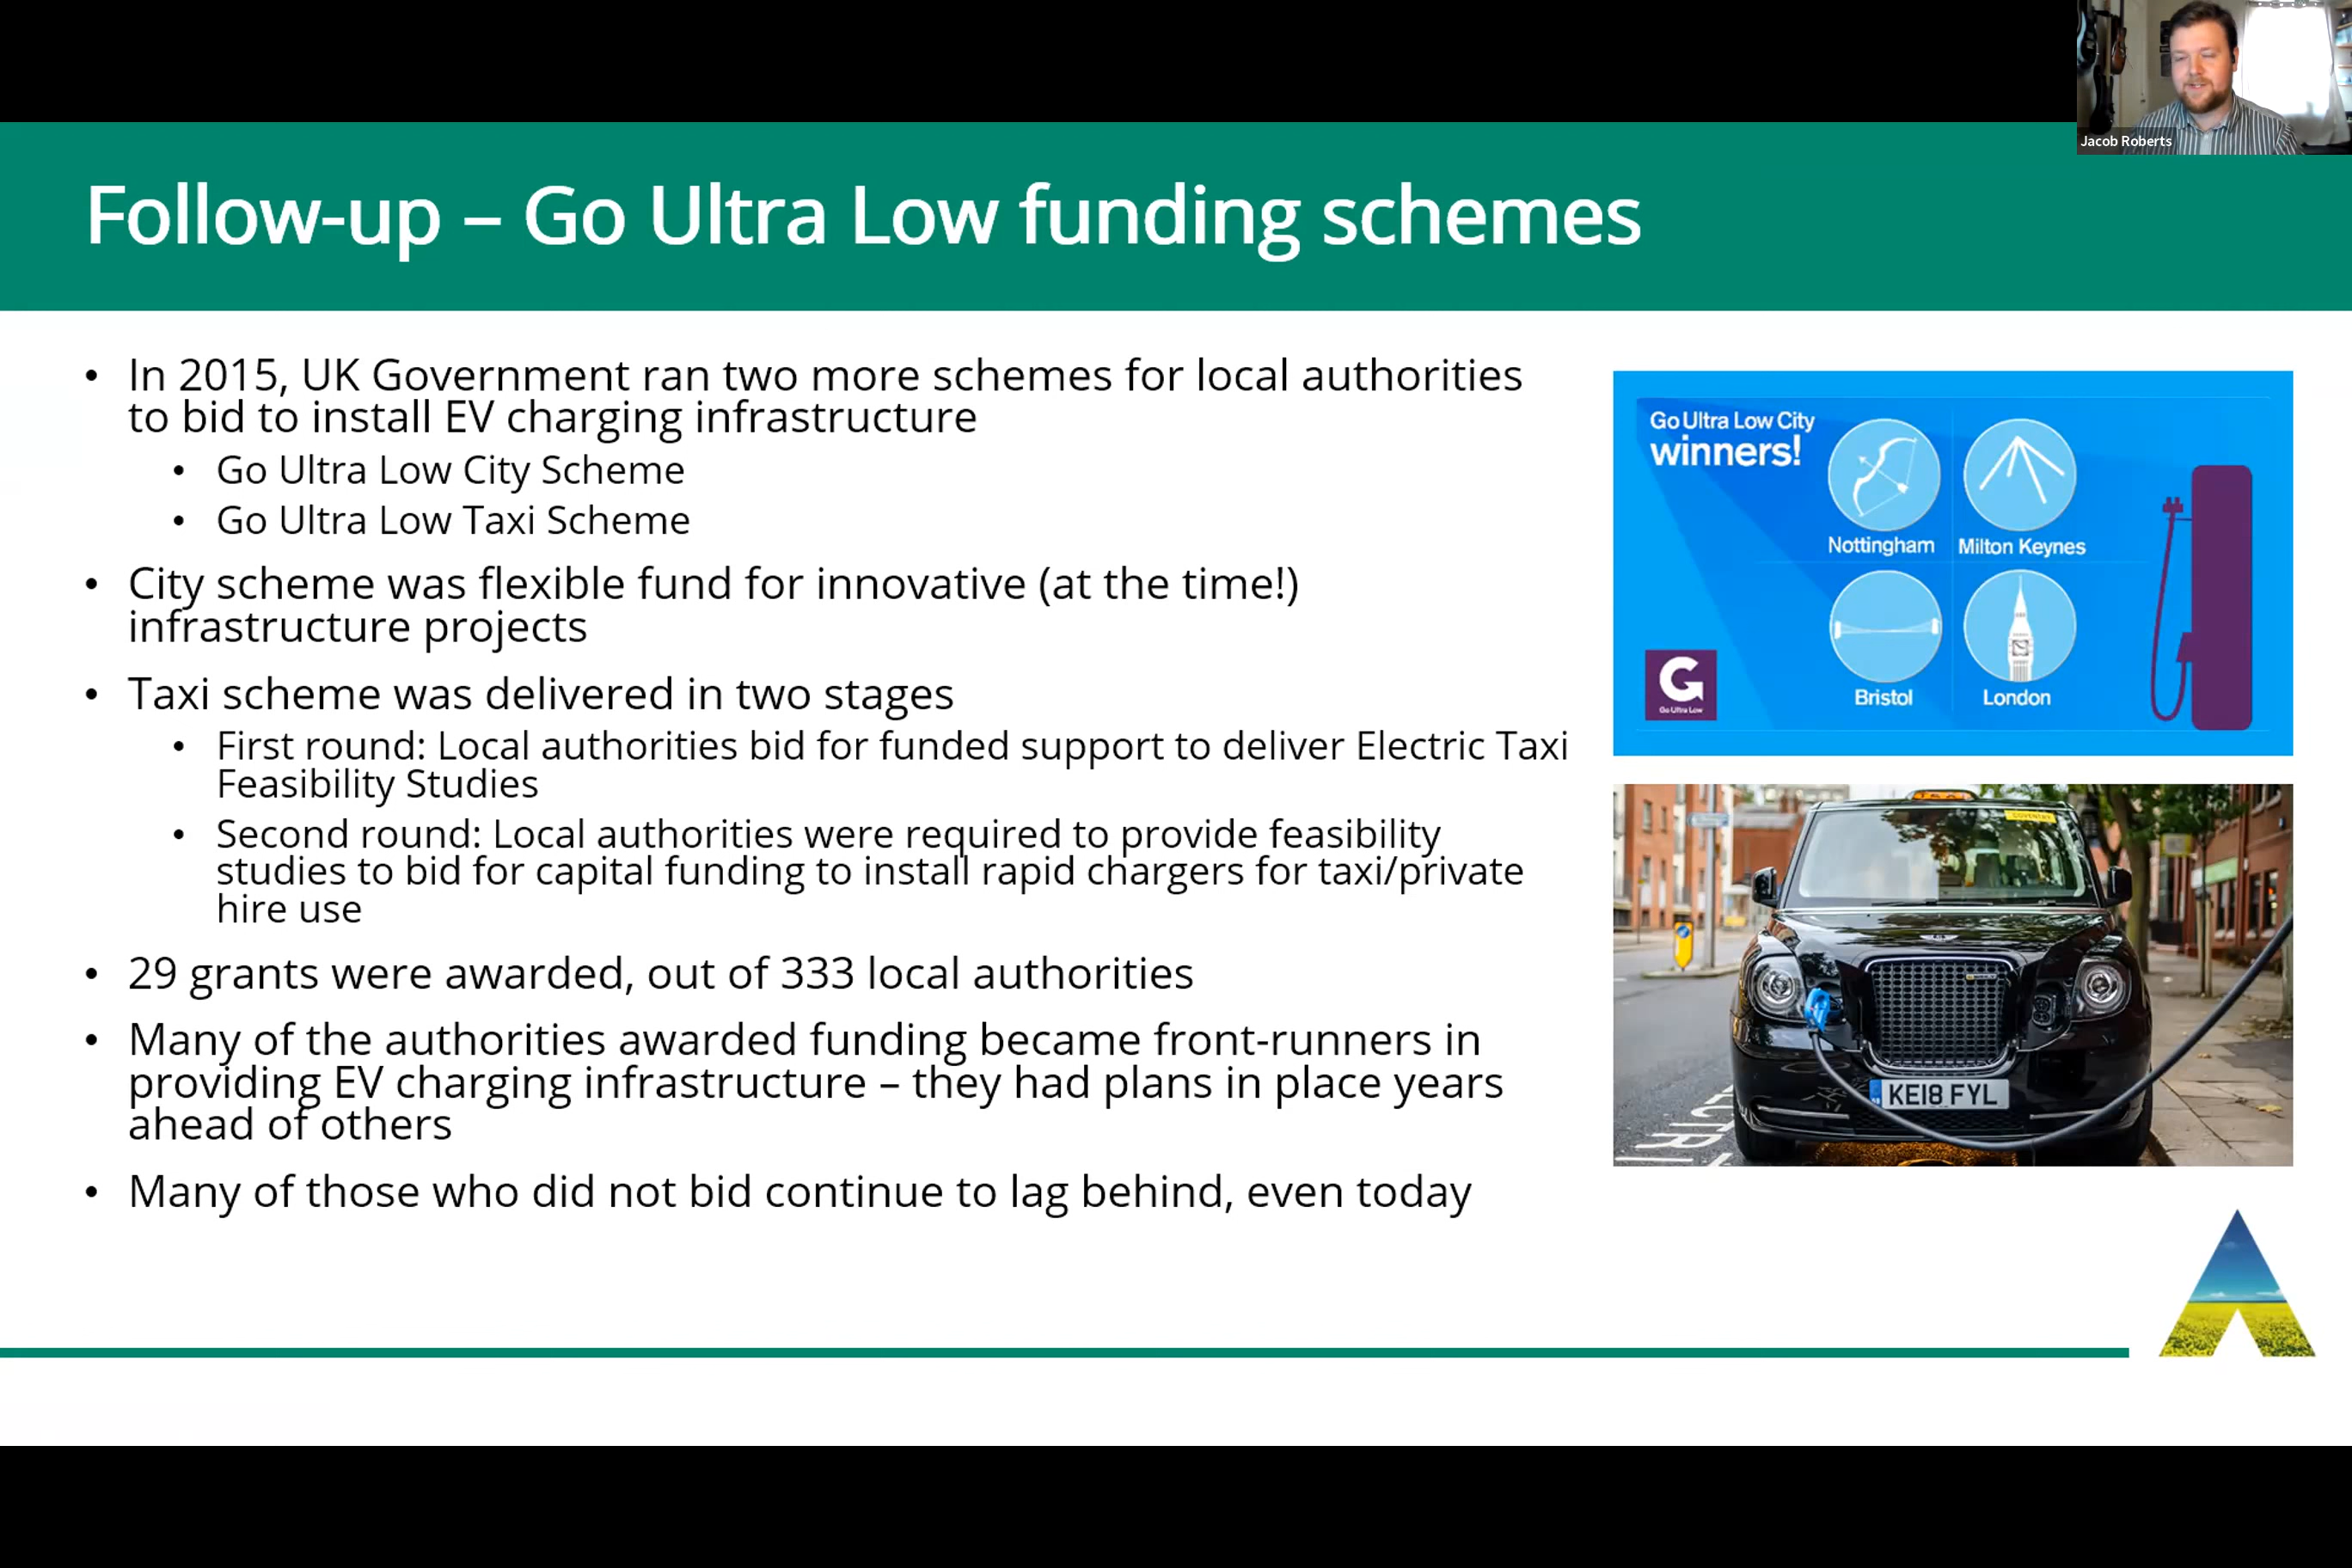 Jacob Roberts
Follow-up – Go Ultra Low funding schemes
• In 2015, UK Government ran two more schemes for local authorities
to bid to install EV charging infrastructure
• Go Ultra Low City Scheme
• Go Ultra Low Taxi Scheme
• City scheme was flexible fund for innovative (at the time!)
infrastructure projects
• Taxi scheme was delivered in two stages
• First round: Local authorities bid for funded support to deliver Electric Taxi
Feasibility Studies
• Second round: Local authorities were required to provide feasibility
studies to bid for capital funding to install rapid chargers for taxi/private
hire use
• 29 grants were awarded, out of 333 local authorities
• Many of the authorities awarded funding became front-runners in
providing EV charging infrastructure – they had plans in place years
ahead of others
• Many of those who did not bid continue to lag behind, even today
Go Ultra Low City
winners!
Nottingham
Milton Keynes
Bristol
London
Go Ultra Low
COVENTRY
KE18 FYL